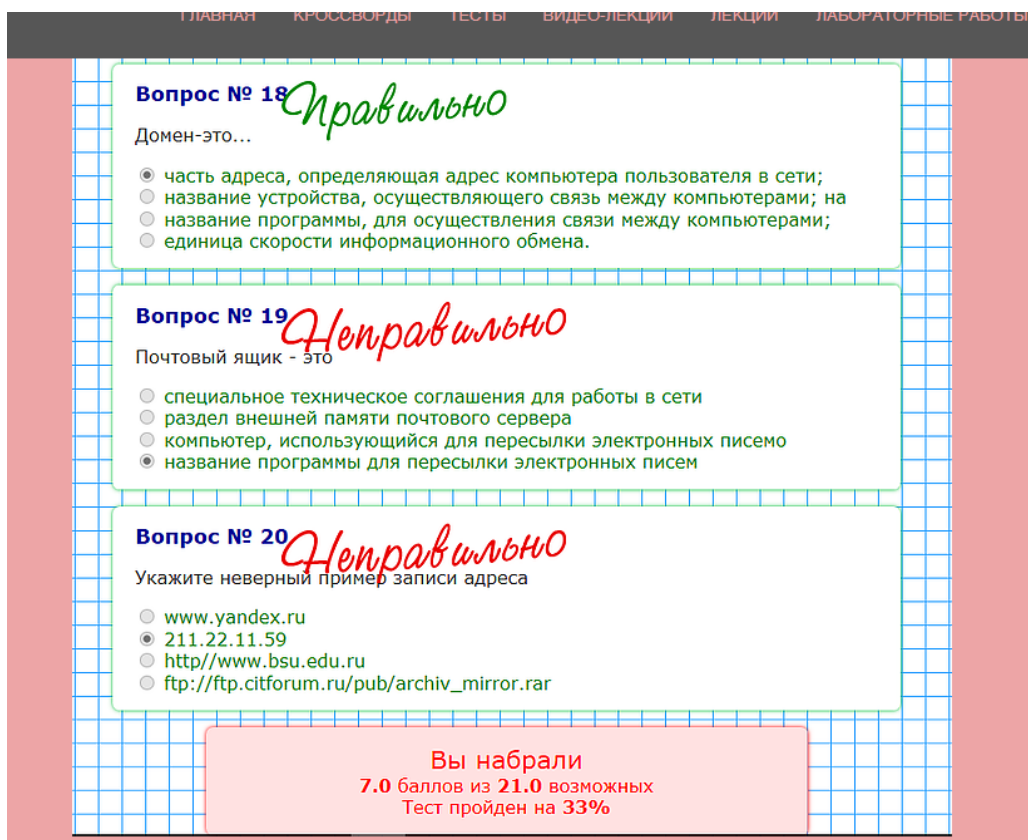 ГЛАВНАЯ КРОССВОРДЫ ТЕСТЫ ВИДЕО-ЛЕКЦИИ ЛЕКЦИИ ЛАБОРАТОРНЫЕ РАБОТЫ
Вопрос № 18
Правильно
Домен-это...
часть адреса, определяющая адрес компьютера пользователя в сети;
название устройства, осуществляющего связь между компьютерами; на
название программы, для осуществления связи между компьютерами;
единица скорости информационного обмена.
Вопрос № 19
Неправильно
Почтовый ящик - это
специальное техническое соглашения для работы в сети
раздел внешней памяти почтового сервера
компьютер, использующийся для пересылки электронных писемо
название программы для пересылки электронных писем
Вопрос № 20
Неправильно
Укажите неверный пример записи адреса
www.yandex.ru
211.22.11.59
http//www.bsu.edu.ru
ftp://ftp.citforum.ru/pub/archiv_mirror.rar
Вы набрали
7.0 баллов из 21.0 возможных
Тест пройден на 33%